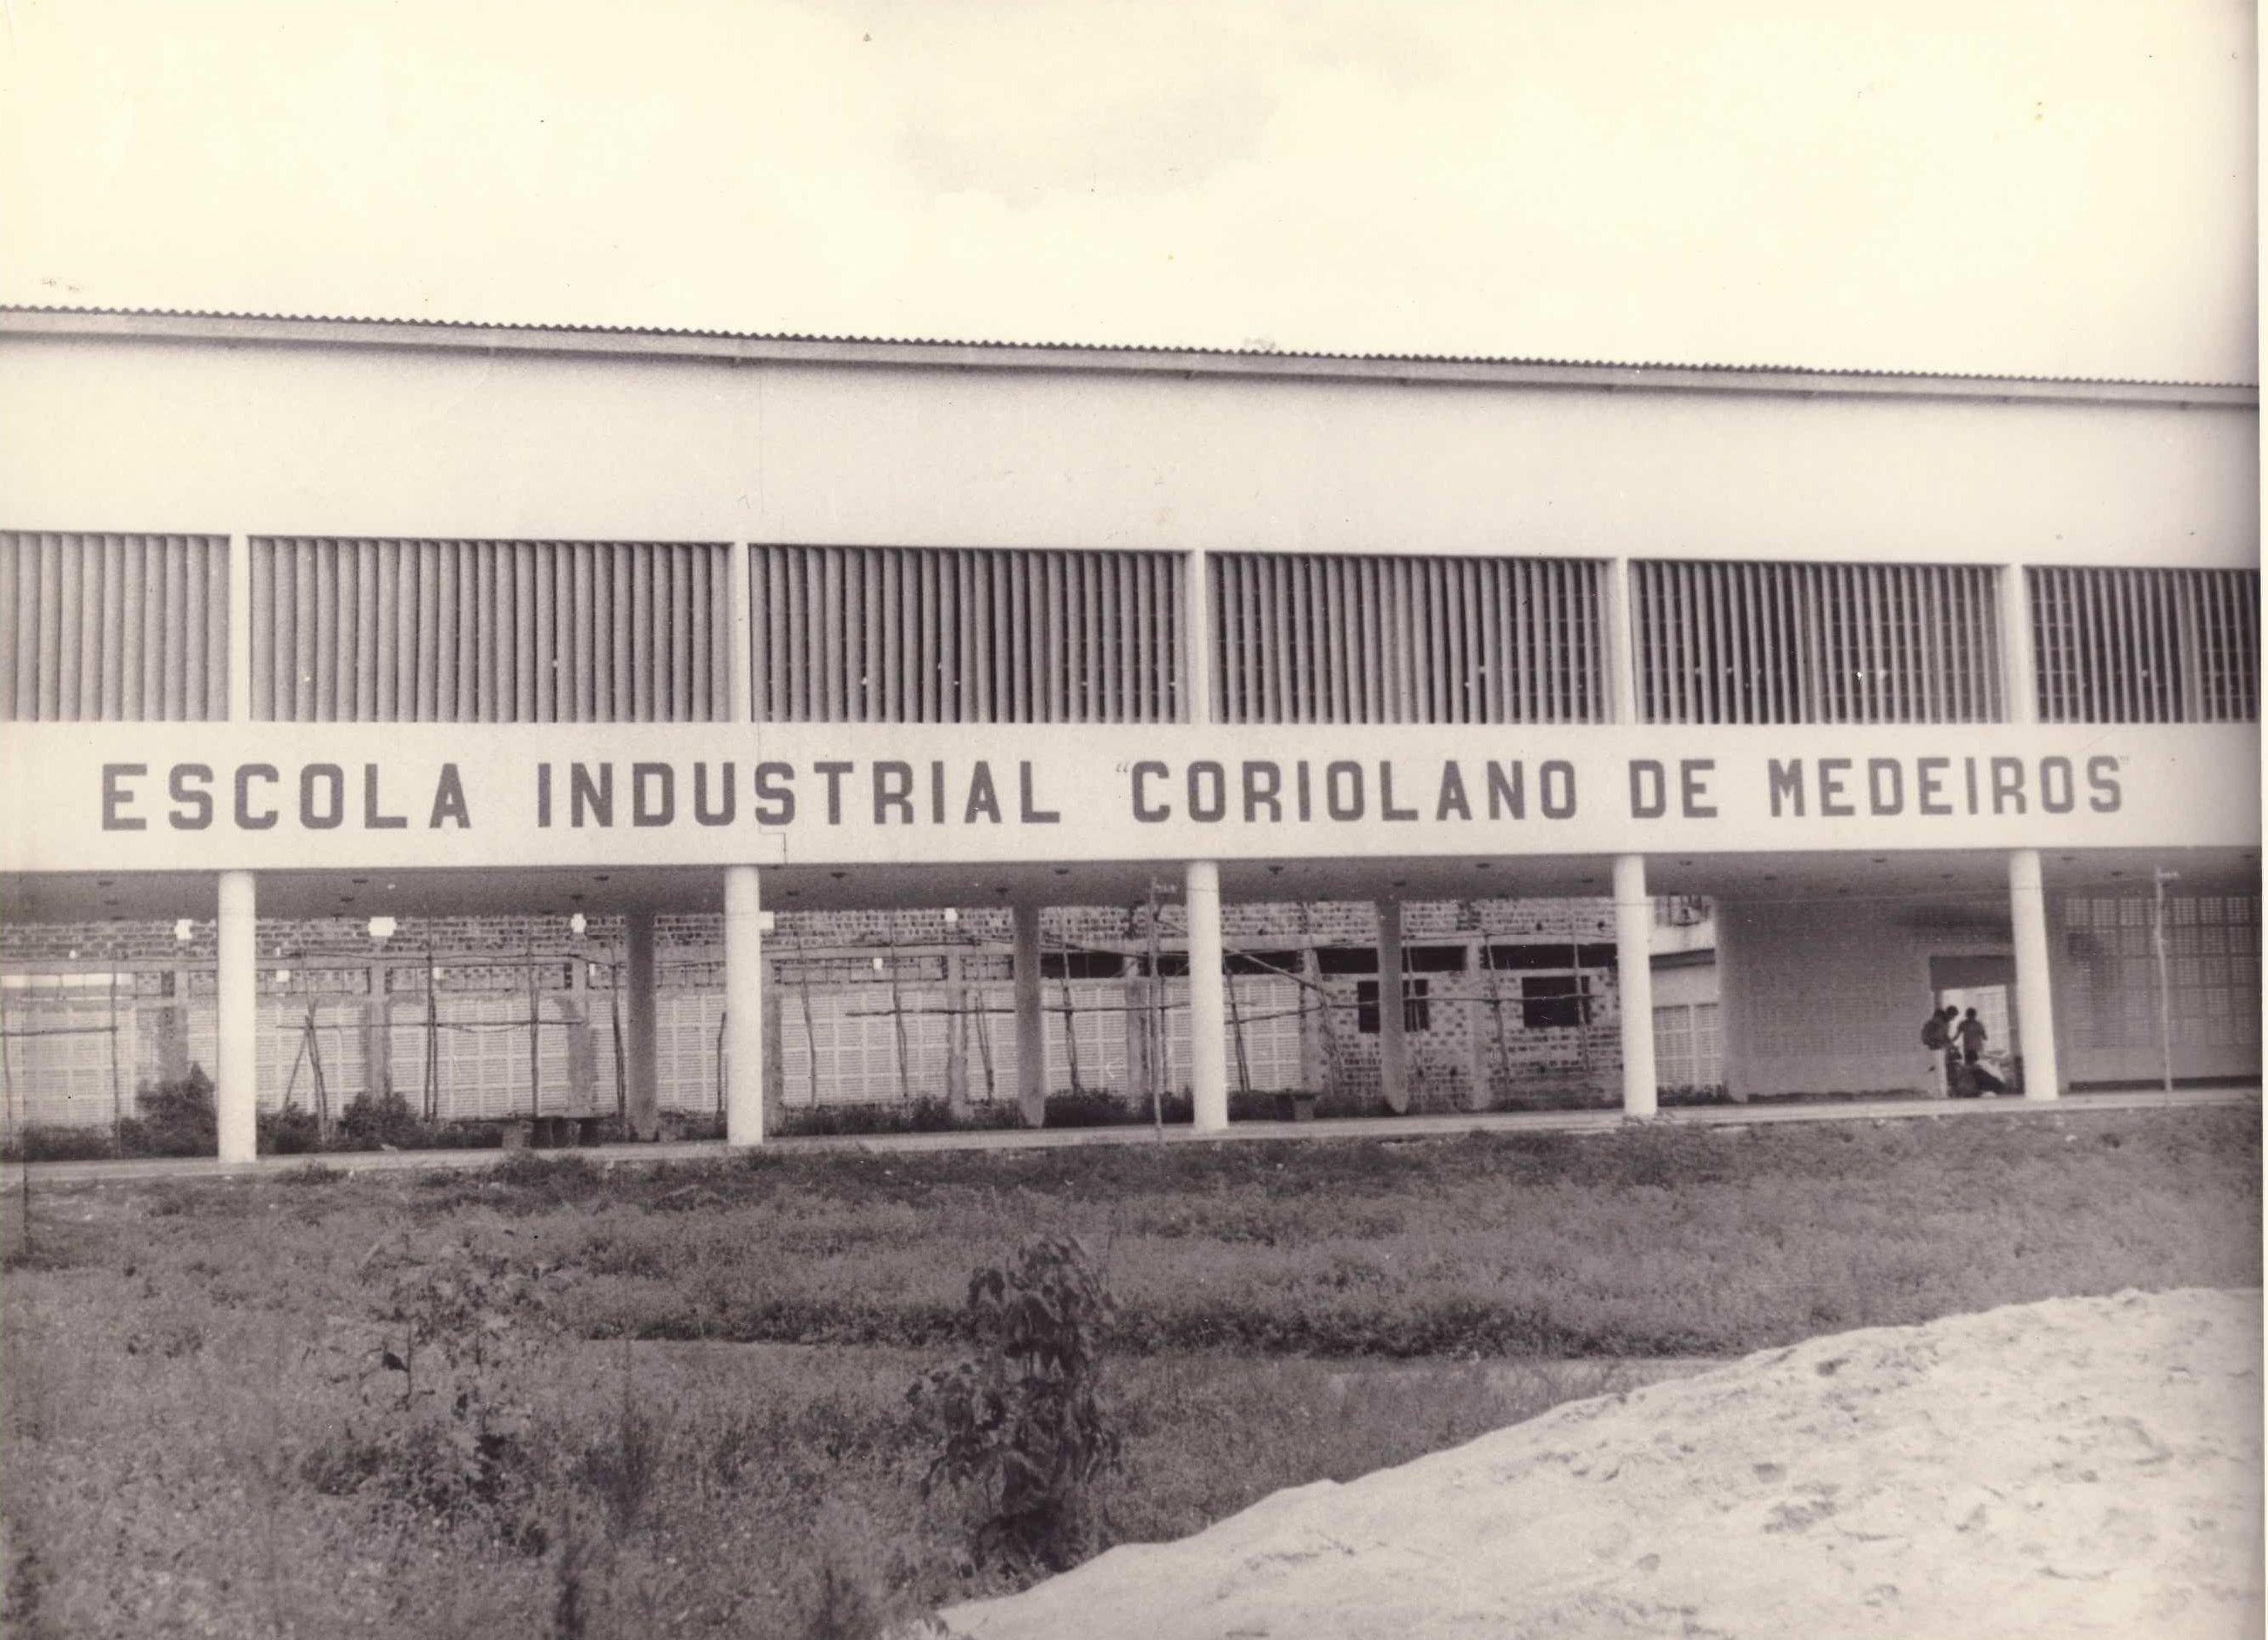 ESCOLA INDUSTRIAL "CORIOLANO DE MEDEIROS"